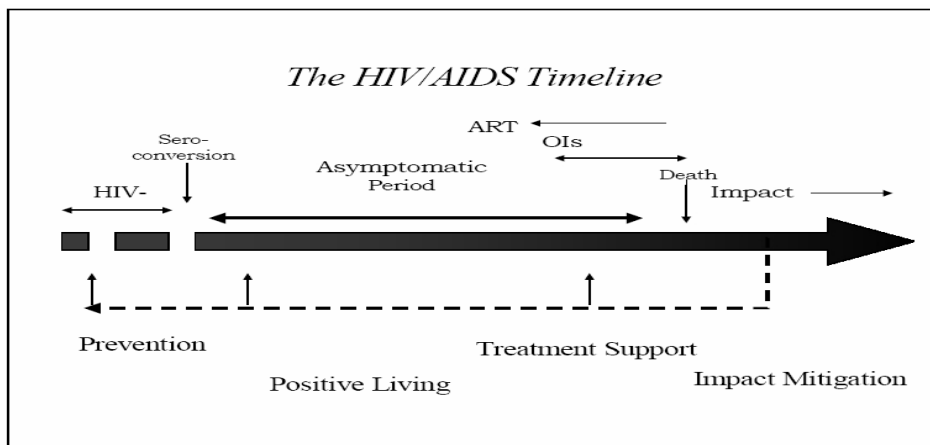 The HIV/AIDS Timeline
ART
OIs
Sero-
conversion
Asymptomatic
Period
Death
HIV-
Impact
Prevention
Treatment Support
Positive Living
Impact Mitigation